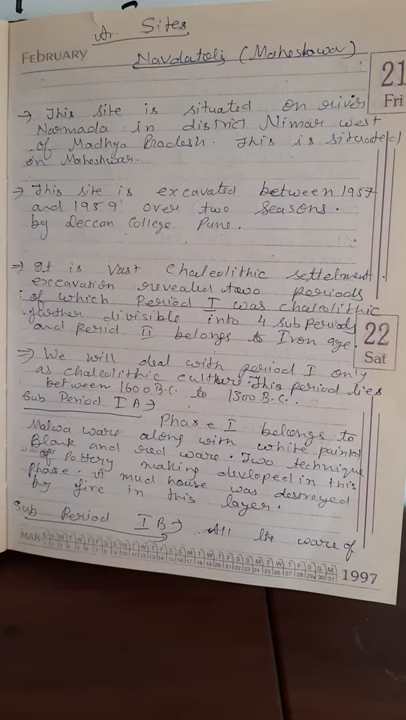 Ar. Sites
FEBRUARY
Navdatoli (Maheshwar)
21
Fri
→ This site is situated on river
Narmada in district Nimar west
of Madhya Pradesh. This is situated
on Maheshwar.
→ This site is excavated between 1957
and 1959 over two seasons.
by Deccan College Pune.
⇒ It is Vast Chalcolithic settelment.
excavation revealed two periods
of which Period I was chalolithic
further divisible into 4 sub periods
and period II belongs to Iron age.
22
Sat
⇒ We will deal with period I only
as chalcolithic culture. This period lies
between 1600 B.C. to 1300 B.C..
Sub Period I A →
Phase I belongs to
Malwa ware along with white painted
Black and red ware. Two technique
of Pottery making devloped in this
phase. A mud house was destroyed
by fire in this layer.
Sub Period I B → All the ware of
MAR
1997